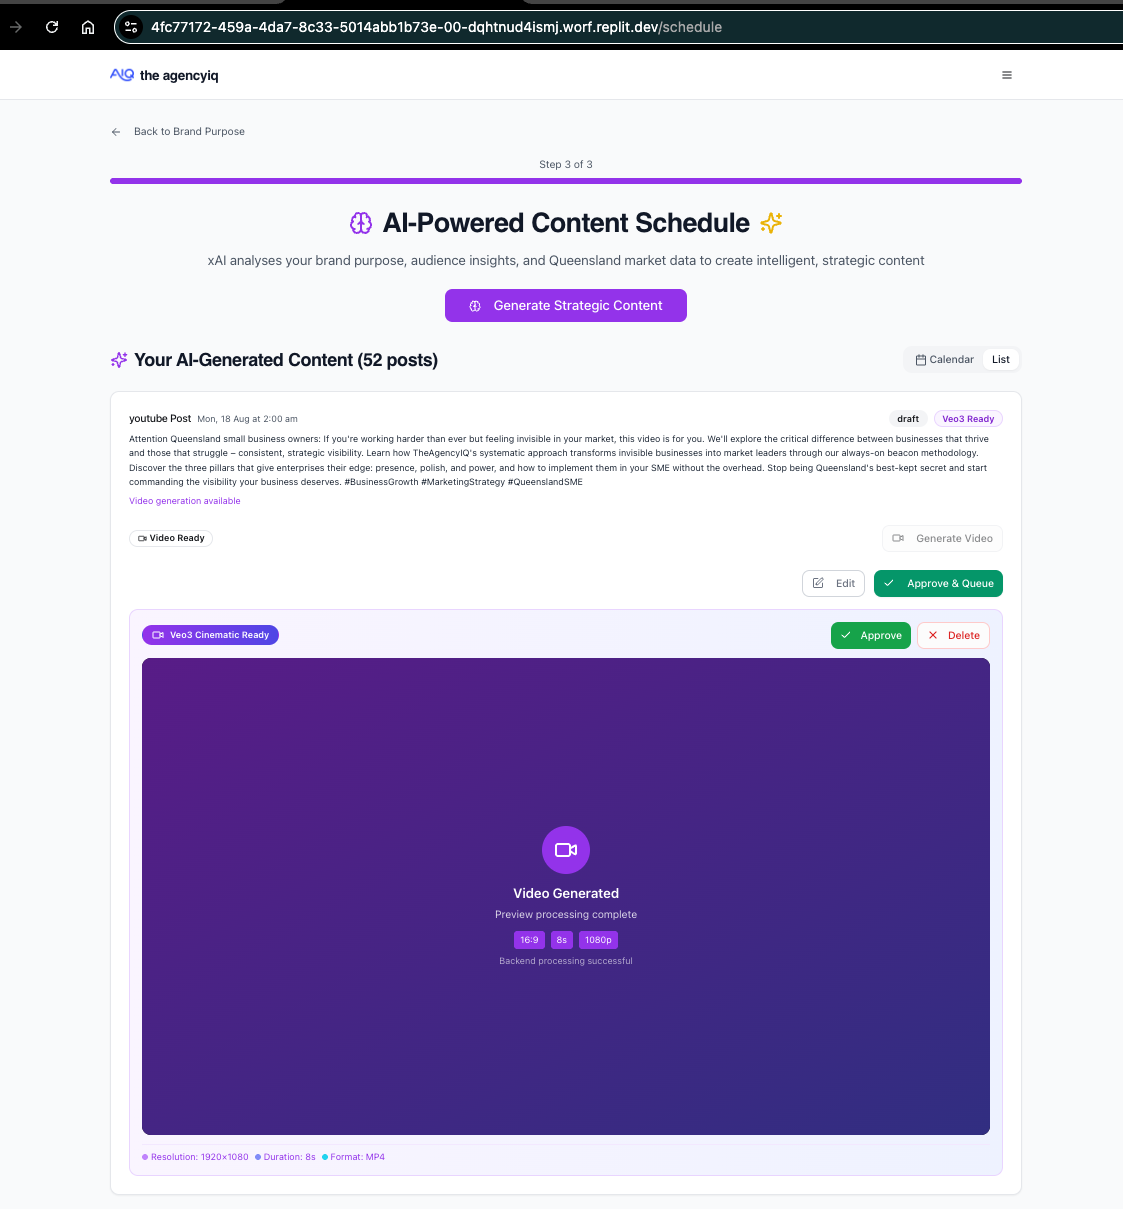 4fc77172-459a-4da7-8c33-5014abb1b73e-00-dqhtnud4ismj.worf.replit.dev/schedule
AIQ the agencyiq
Back to Brand Purpose
Step 3 of 3
AI-Powered Content Schedule
xAI analyses your brand purpose, audience insights, and Queensland market data to create intelligent, strategic content
Generate Strategic Content
Your AI-Generated Content (52 posts)
Calendar List
youtube Post Mon, 18 Aug at 2:00 am
draft Veo3 Ready
Attention Queensland small business owners: If you're working harder than ever but feeling invisible in your market, this video is for you. We'll explore the critical difference between businesses that thrive
and those that struggle – consistent, strategic visibility. Learn how TheAgencyIQ's systematic approach transforms invisible businesses into market leaders through our always-on beacon methodology.
Discover the three pillars that give enterprises their edge: presence, polish, and power, and how to implement them in your SME without the overhead. Stop being Queensland's best-kept secret and start
commanding the visibility your business deserves. #BusinessGrowth #MarketingStrategy #QueenslandSME
Video generation available
Video Ready
Generate Video
Edit
Approve & Queue
Veo3 Cinematic Ready
Approve
Delete
Video Generated
Preview processing complete
16:9 8s 1080p
Backend processing successful
Resolution: 1920×1080 Duration: 8s Format: MP4